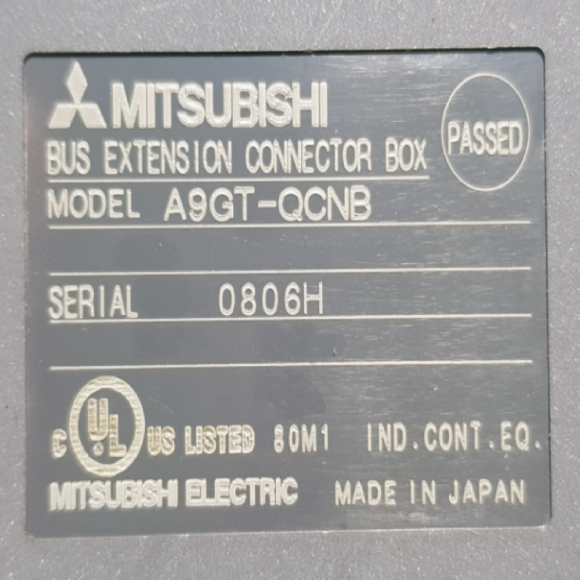 MITSUBISHI
PASSED
BUS EXTENSION CONNECTOR BOX
MODEL A9GT-QCNB
SERIAL 0806H
C UL US LISTED 80M1 IND.CONT.EQ.
MITSUBISHI ELECTRIC MADE IN JAPAN